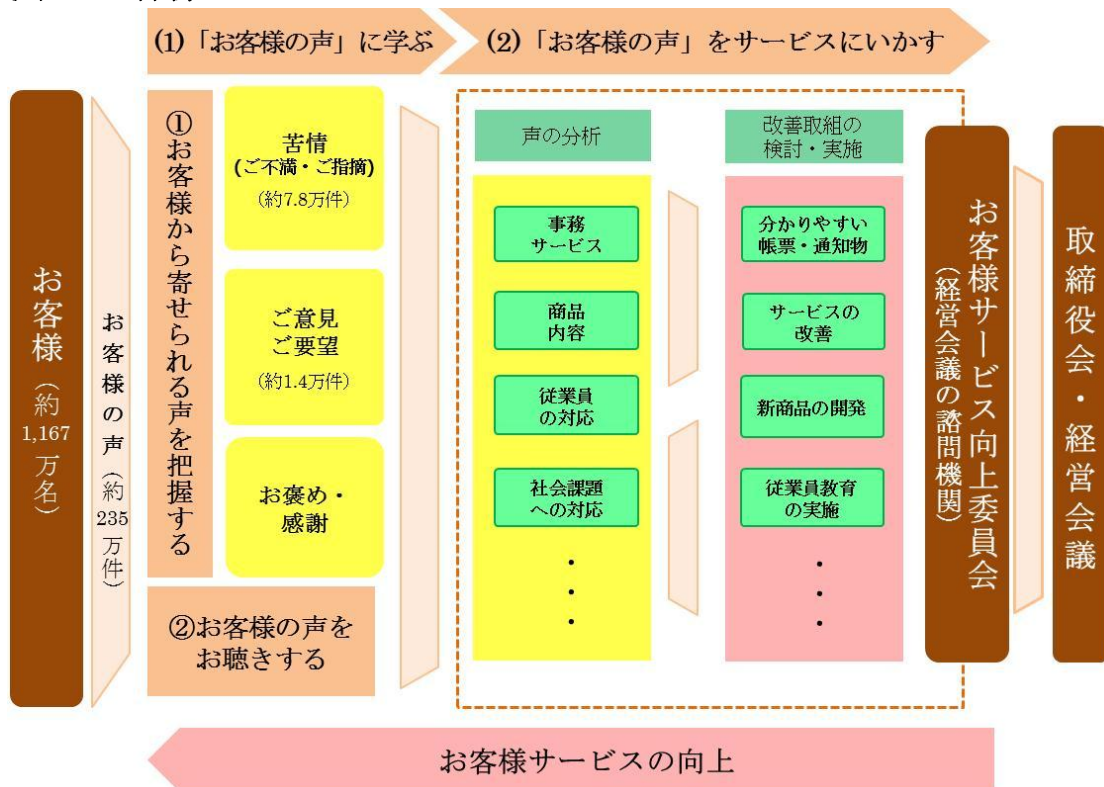 (1)「お客様の声」に学ぶ
(2)「お客様の声」をサービスにいかす
お客様（約1,167万名）
お客様の声（約235万件）
①お客様から寄せられる声を把握する
苦情
(ご不満・ご指摘)
（約7.8万件）
ご意見
ご要望
（約1.4万件）
お褒め・
感謝
②お客様の声を
お聴きする
声の分析
事務
サービス
商品
内容
従業員
の対応
社会課題
への対応
・
・
・
改善取組の
検討・実施
分かりやすい
帳票・通知物
サービスの
改善
新商品の開発
従業員教育
の実施
・
・
・
お客様サービス向上委員会
（経営会議の諮問機関）
取締役会・経営会議
お客様サービスの向上